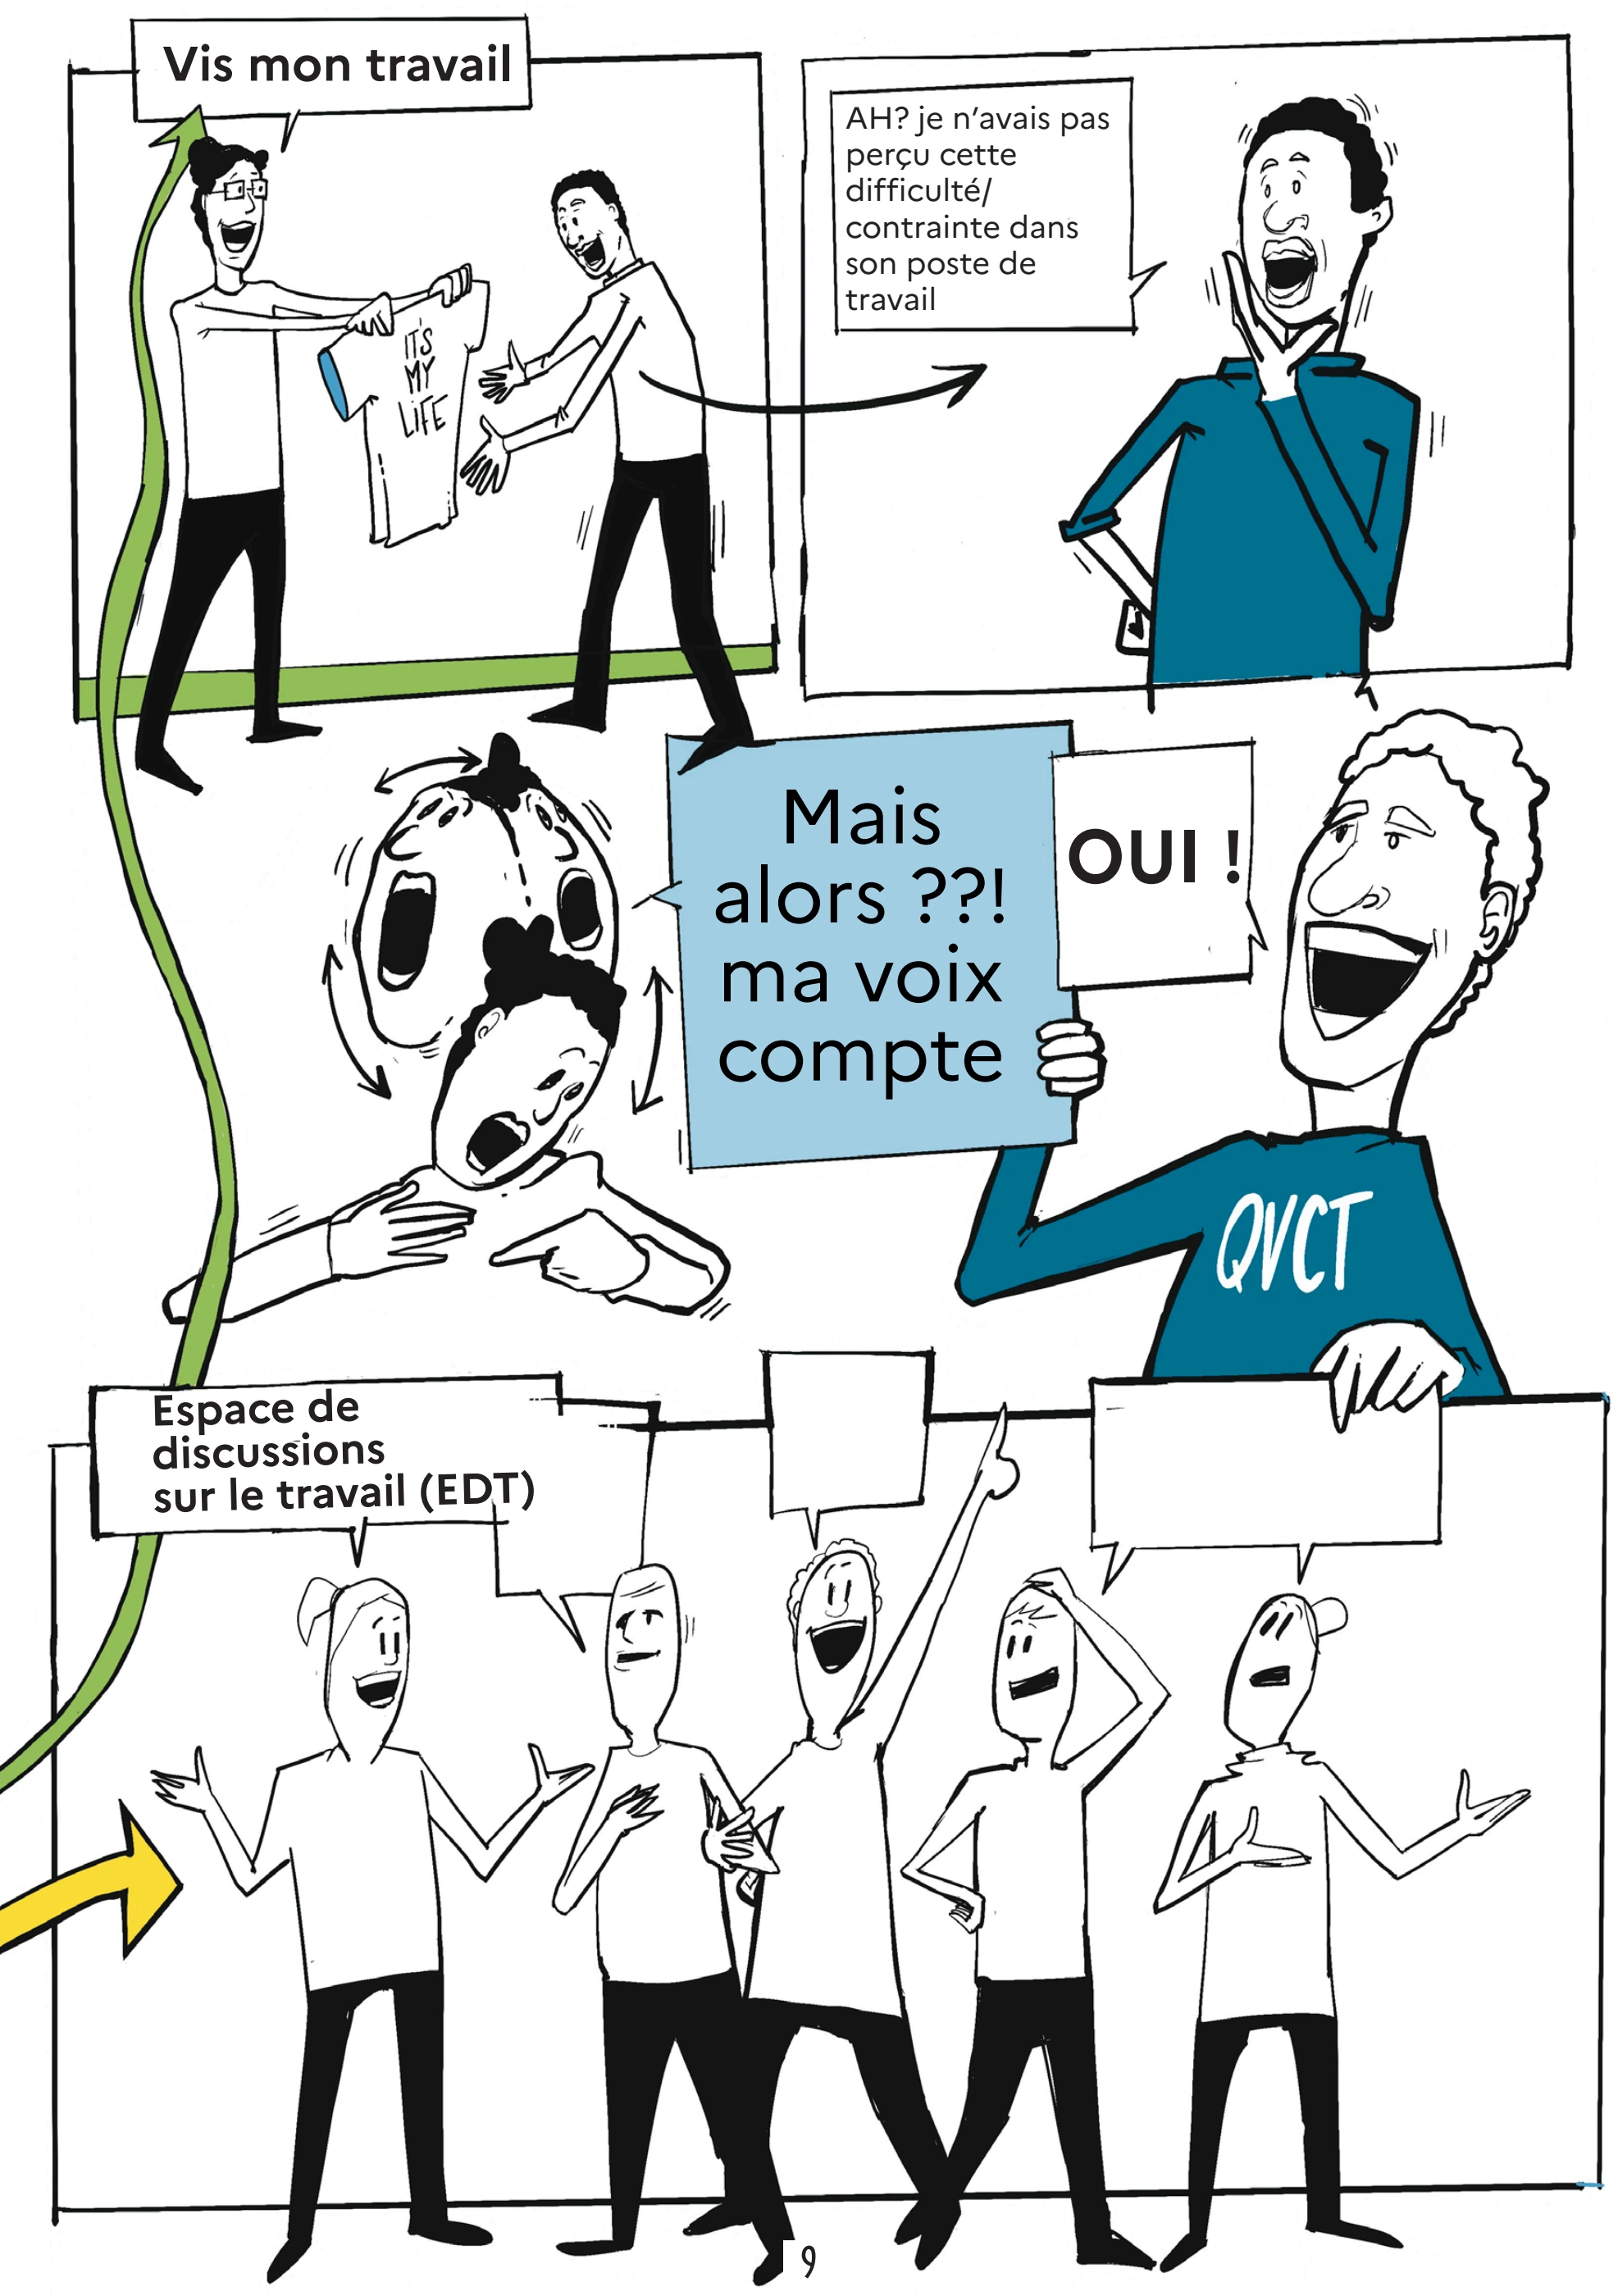 Vis mon travail
AH? je n'avais pas
perçu cette
difficulté/
contrainte dans
son poste de
travail
IT'S
MY
LiFE
Mais
alors ??!
ma voix
compte
OUI !
QVCT
Espace de
discussions
sur le travail (EDT)
9